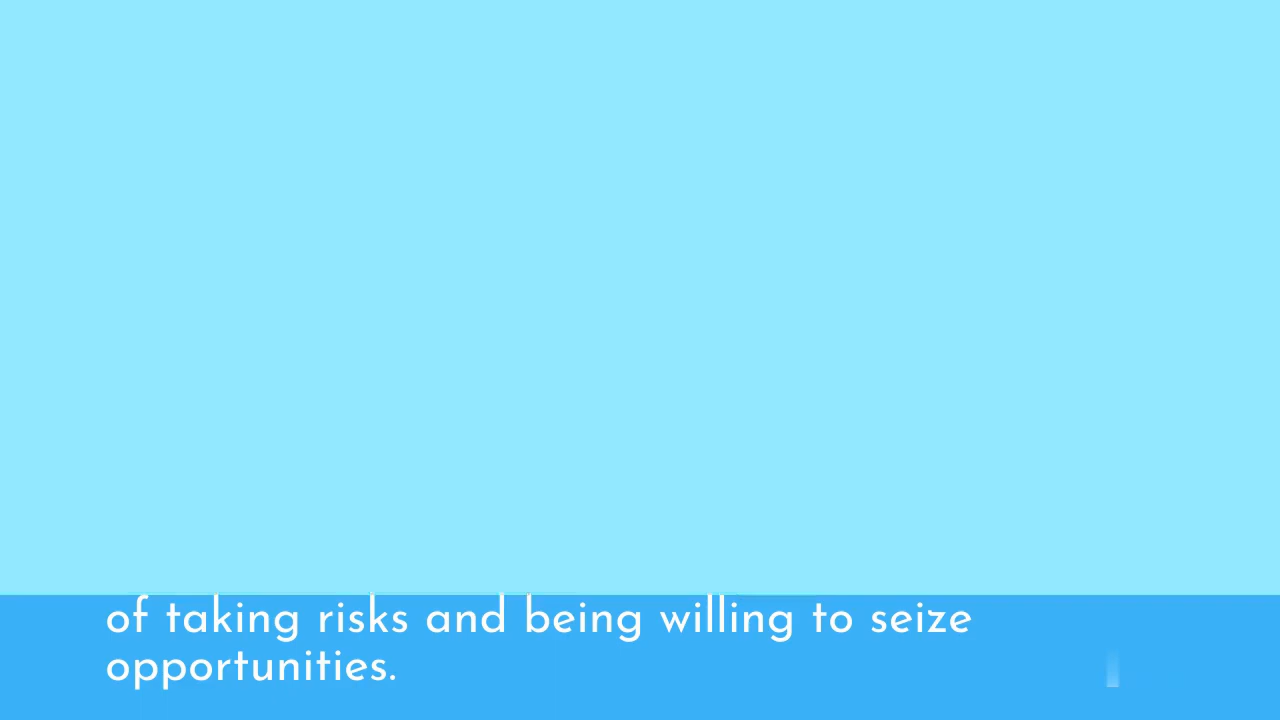 of taking risks and being willing to seize
opportunities.